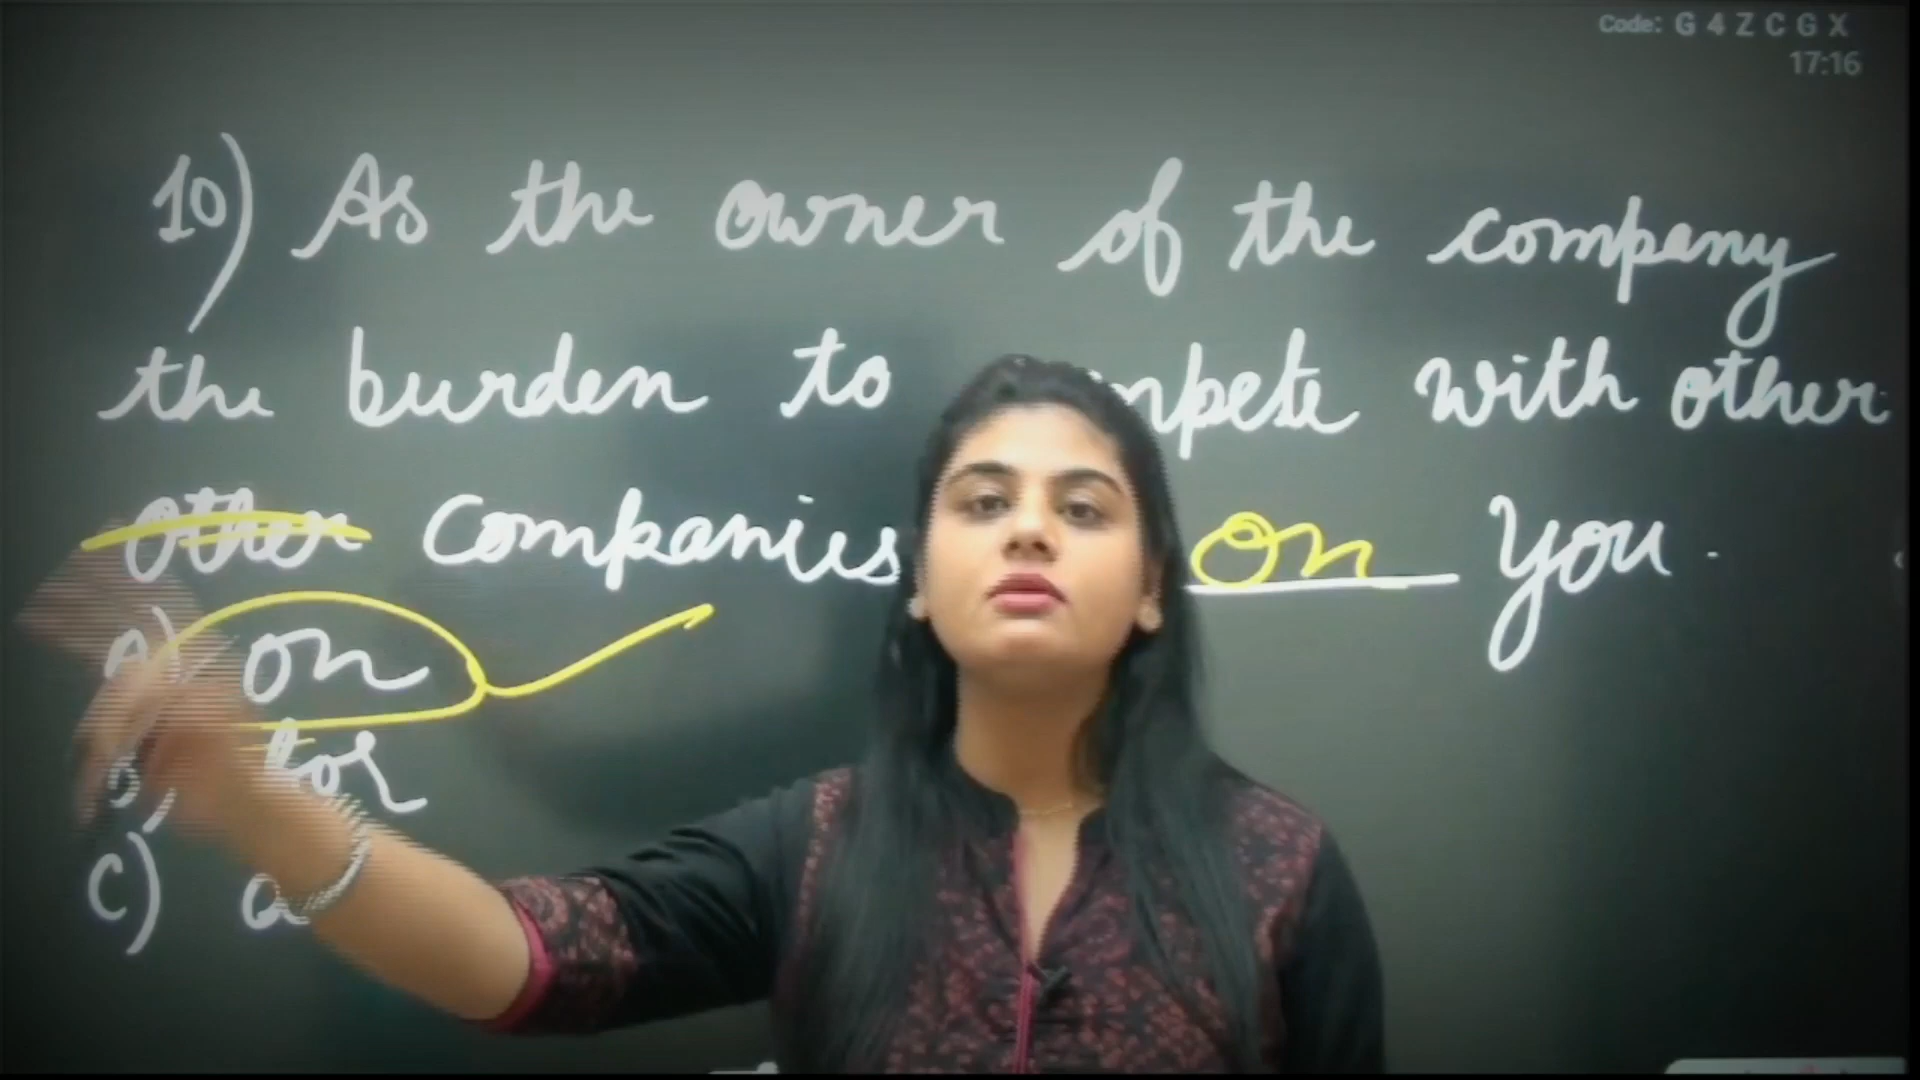 Code: G 4 Z C G X
17:16
10) As the owner of the company
the burden to with other
other Companies on you.
A) on
for
C)